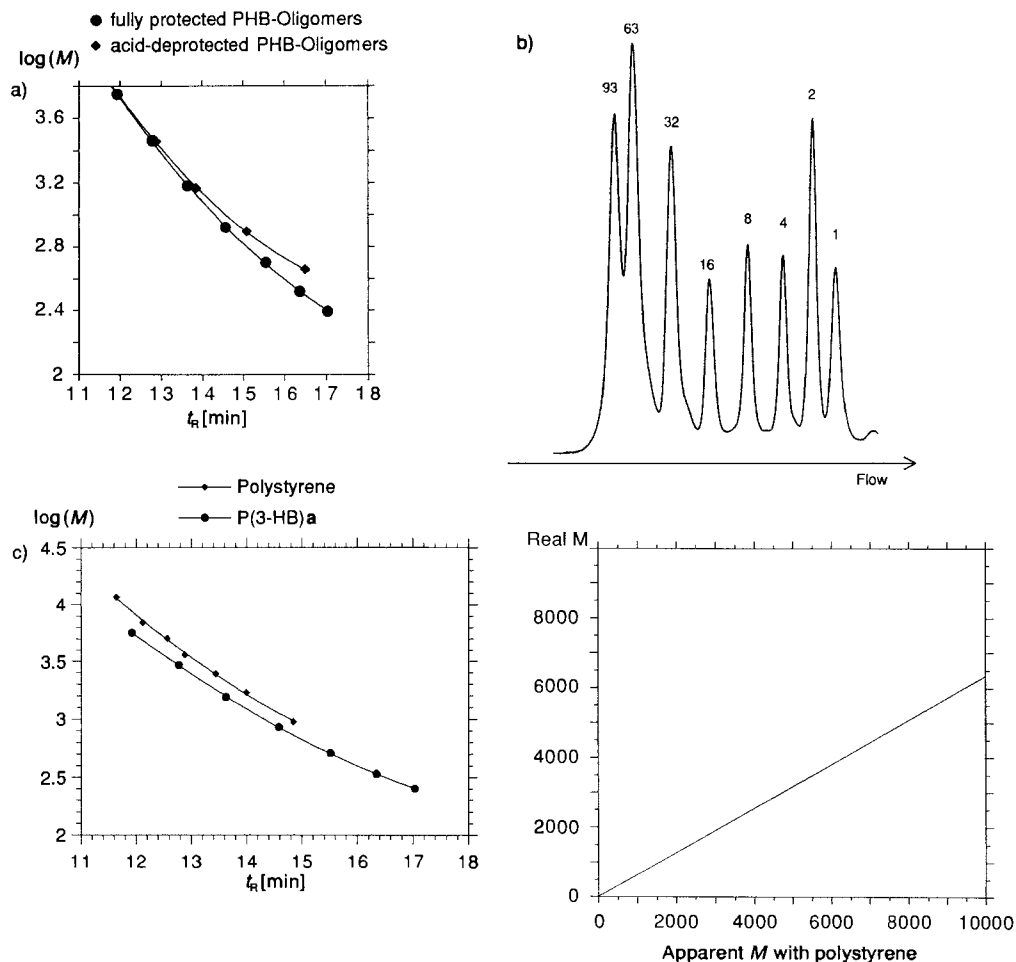 ● fully protected PHB-Oligomers
◆ acid-deprotected PHB-Oligomers
log(M)
a)
3.6
3.2
2.8
2.4
2
11 12 13 14 15 16 17 18
tR[min]
b)
93
63
32
16
8
4
2
1
Flow
Polystyrene
P(3-HB)a
log(M)
c)
4.5
4
3.5
3
2.5
2
11 12 13 14 15 16 17 18
tR[min]
Real M
8000
6000
4000
2000
0
0 2000 4000 6000 8000 10000
Apparent M with polystyrene